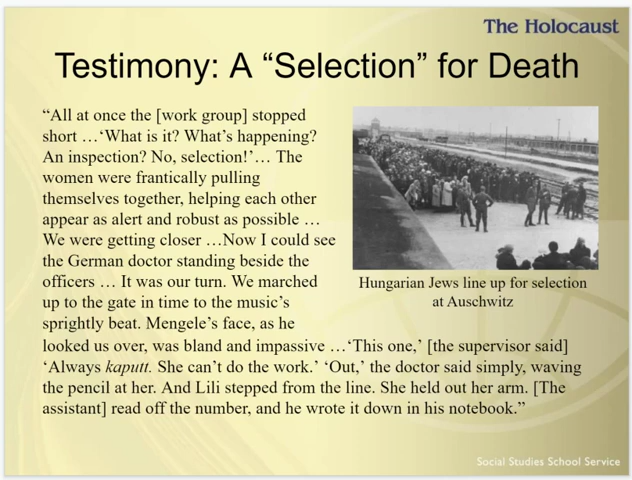 The Holocaust
Testimony: A “Selection” for Death
“All at once the [work group] stopped
short …‘What is it? What’s happening?
An inspection? No, selection!’… The
women were frantically pulling
themselves together, helping each other
appear as alert and robust as possible …
We were getting closer …Now I could see
the German doctor standing beside the
officers … It was our turn. We marched
up to the gate in time to the music’s
sprightly beat. Mengele’s face, as he
looked us over, was bland and impassive …‘This one,’ [the supervisor said]
‘Always kaputt. She can’t do the work.’ ‘Out,’ the doctor said simply, waving
the pencil at her. And Lili stepped from the line. She held out her arm. [The
assistant] read off the number, and he wrote it down in his notebook.”
Hungarian Jews line up for selection
at Auschwitz
Social Studies School Service